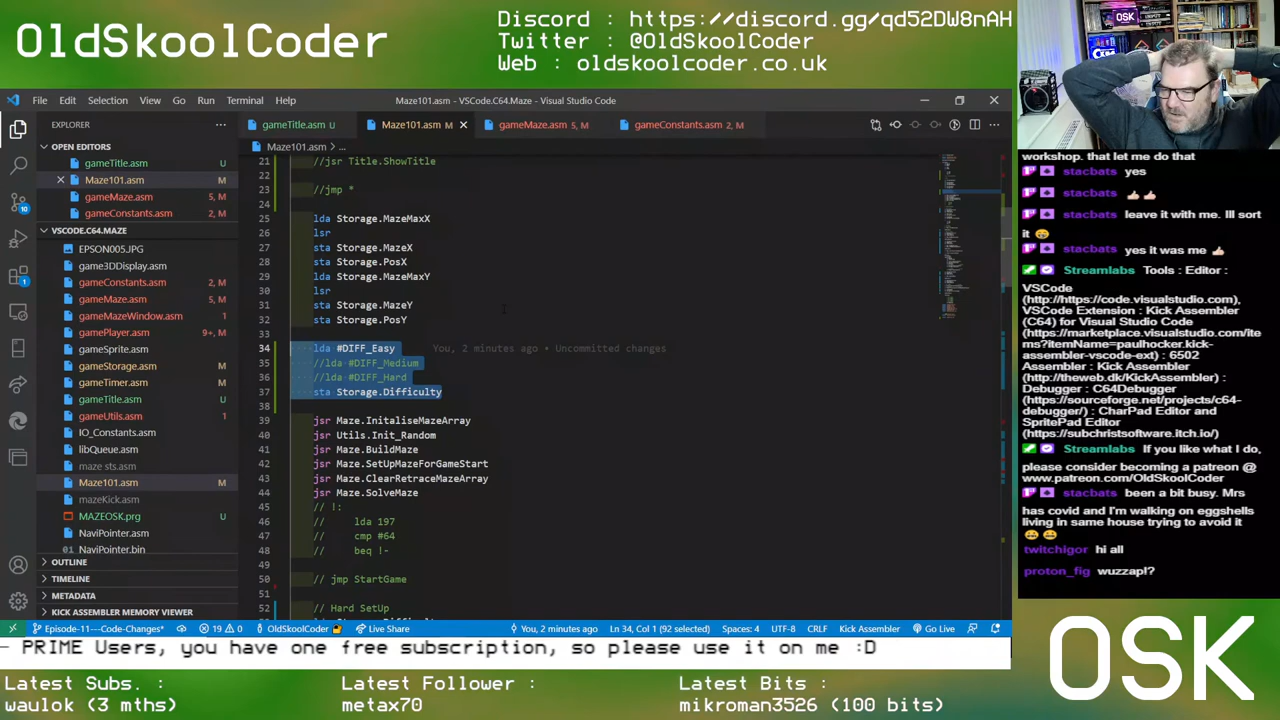 OldSkoolCoder
Discord : https://discord.gg/qd52DW8nAH
Twitter : @OldSkoolCoder
Web : oldskoolcoder.co.uk
OSK
File Edit Selection View Go Run Terminal Help
Maze101.asm - VSCode.C64.Maze - Visual Studio Code
EXPLORER
OPEN EDITORS
gameTitle.asm U
Maze101.asm M
gameMaze.asm 5, M
gameConstants.asm 2, M
VSCODE.C64.MAZE
EPSON005.JPG
game3DDisplay.asm
gameConstants.asm 2, M
gameMaze.asm 5, M
gameMazeWindow.asm 1
gamePlayer.asm 9+, M
gameSprite.asm
gameStorage.asm M
gameTimer.asm M
gameTitle.asm U
gameUtils.asm 1
IO_Constants.asm
libQueue.asm
maze sts.asm
Maze101.asm M
mazeKick.asm
MAZEOSK.prg U
NaviPointer.asm
NaviPointer.bin
OUTLINE
TIMELINE
METADATA
KICK ASSEMBLER MEMORY VIEWER
10
gameTitle.asm U
Maze101.asm M
gameMaze.asm 5, M
gameConstants.asm 2, M
Maze101.asm > ...
21 //jsr Title.ShowTitle
22
23 //jmp *
24
25 lda Storage.MazeMaxX
26 lsr
27 sta Storage.MazeX
28 sta Storage.PosX
29 lda Storage.MazeMaxY
30 lsr
31 sta Storage.MazeY
32 sta Storage.PosY
33
34 lda #DIFF_Easy You, 2 minutes ago • Uncommitted changes
35 //lda #DIFF_Medium
36 //lda #DIFF_Hard
37 sta Storage.Difficulty
38
39 jsr Maze.InitaliseMazeArray
40 jsr Utils.Init_Random
41 jsr Maze.BuildMaze
42 jsr Maze.SetUpMazeForGameStart
43 jsr Maze.ClearRetraceMazeArray
44 jsr Maze.SolveMaze
45 // !:
46 // lda 197
47 // cmp #64
48 // beq !-
49
50 // jmp StartGame
51
52 // Hard SetUp
Episode-11---Code-Changes* 19 0 OldSkoolCoder Live Share You, 2 minutes ago Ln 34, Col 1 (92 selected) Spaces: 4 UTF-8 CRLF Kick Assembler Go Live
workshop. that let me do that
stacbats yes
stacbats 👍🏻👍🏻
stacbats leave it with me. Ill sort
it 😁
stacbats yes it was me 👍🏻
Streamlabs Tools : Editor :
VSCode
(http://https://code.visualstudio.com),
VSCode Extension : Kick Assembler
(C64) for Visual Studio Code
(https://marketplace.visualstudio.com/ite
ms?itemName=paulhocker.kick-
assembler-vscode-ext) : 6502
Assembler : Kick Assembler
(http://theweb.dk/KickAssembler) :
Debugger : C64Debugger
(https://sourceforge.net/projects/c64-
debugger/) : CharPad Editor and
SpritePad Editor
(https://subchristsoftware.itch.io/)
Streamlabs If you like what I do,
please consider becoming a patreon @
www.patreon.com/OldSkoolCoder
stacbats been a bit busy. Mrs
has covid and I'm walking on eggshells
living in same house trying to avoid it
😁😁
twitchigor hi all
proton_fig wuzzap!?
- PRIME Users, you have one free subscription, so please use it on me :D
Latest Subs. :
waulok (3 mths)
Latest Follower :
metax70
Latest Bits :
mikroman3526 (100 bits)
OSK